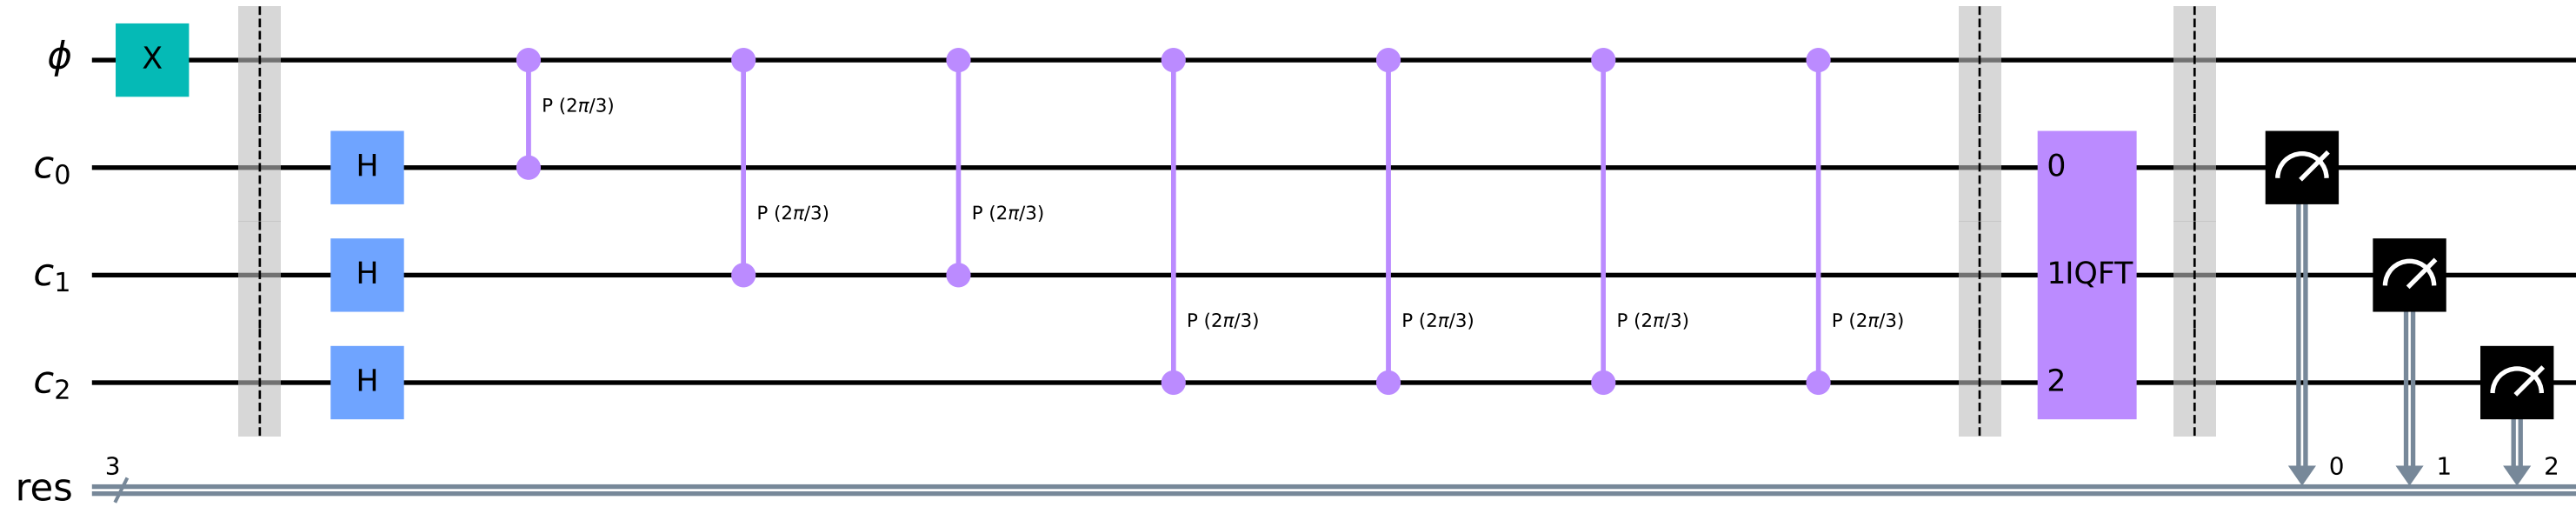 ϕ X
P (2π/3)
c0 H 0
P (2π/3) P (2π/3)
c1 H 1IQFT
P (2π/3) P (2π/3) P (2π/3) P (2π/3)
c2 H 2
3 0 1 2
res